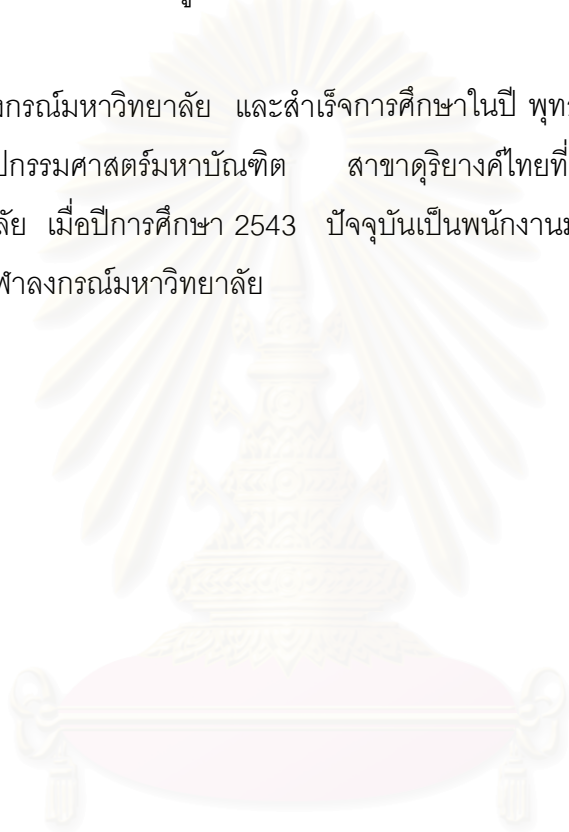 งกรณ์มหาวิทยาลัย และสำเร็จการศึกษาในปี พุทธ
ปกรรมศาสตร์มหาบัณฑิต สาขาดุริยางค์ไทยที่
ลัย เมื่อปีการศึกษา 2543 ปัจจุบันเป็นพนักงานม
ฬาลงกรณ์มหาวิทยาลัย